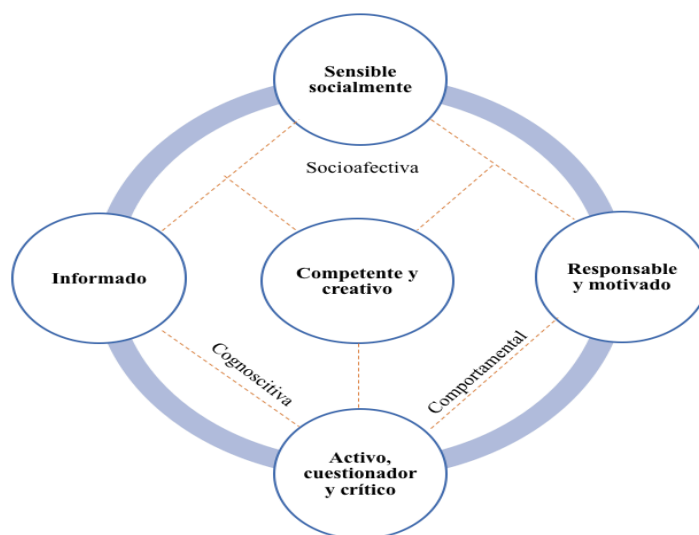 Sensible
socialmente
Socioafectiva
Informado
Competente y
creativo
Responsable
y motivado
Cognoscitiva
Comportamental
Activo,
cuestionador
y crítico